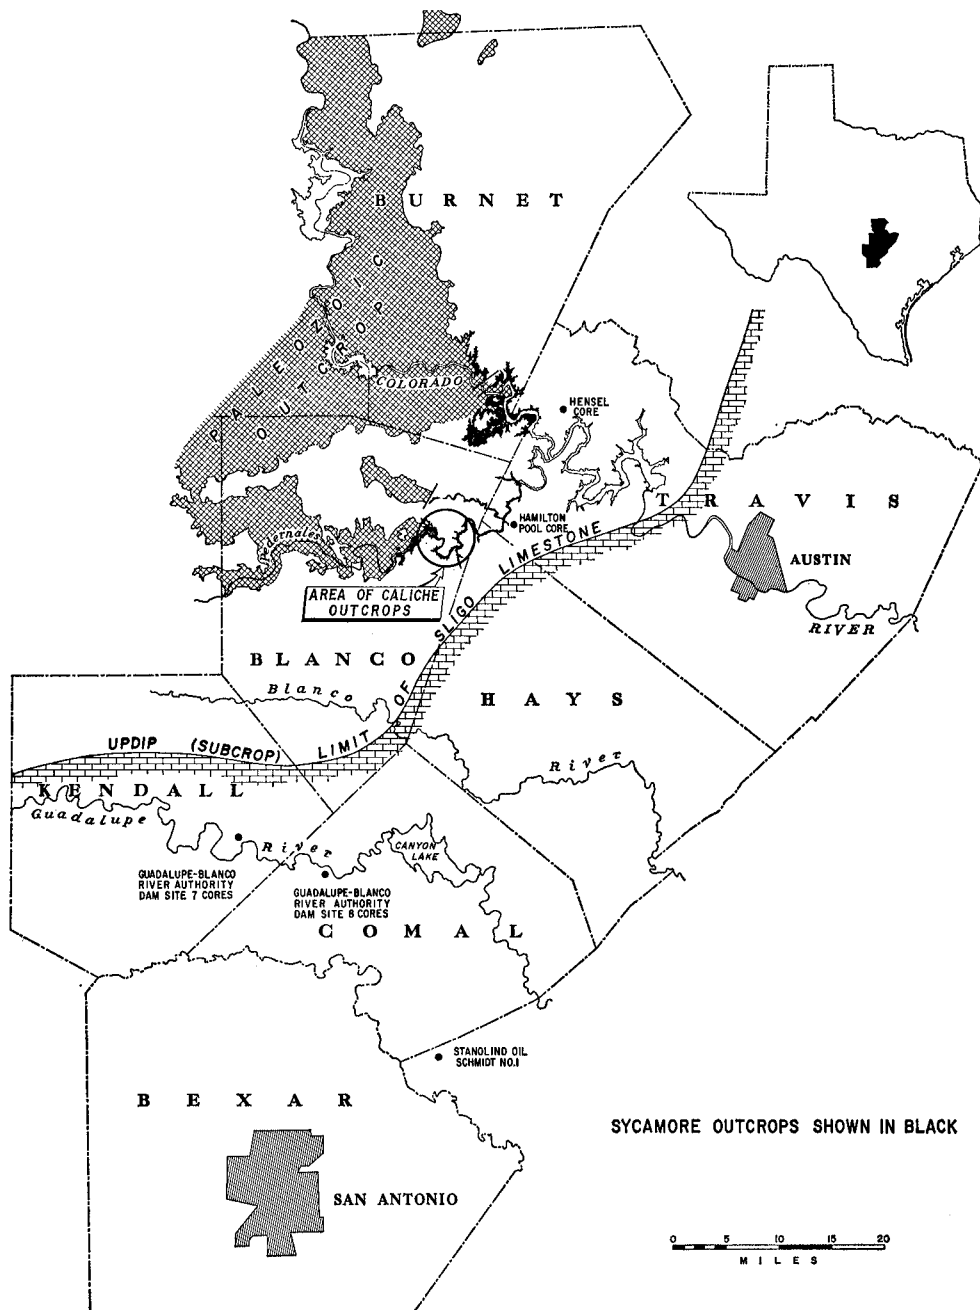 BURNET
PALEOZOIC
OUTCROP
COLORADO
HENSEL
CORE
TRAVIS
HAMILTON
POOL CORE
Pedernales
AUSTIN
AREA OF CALICHE
OUTCROPS
RIVER
BLANCO
Blanco
HAYS
UPDIP (SUBCROP) LIMIT OF SLIGO LIMESTONE
River
KENDALL
Guadalupe
River
CANYON
LAKE
GUADALUPE-BLANCO
RIVER AUTHORITY
DAM SITE 7 CORES
GUADALUPE-BLANCO
RIVER AUTHORITY
DAM SITE 8 CORES
COMAL
STANOLIND OIL
SCHMIDT NO.1
BEXAR
SYCAMORE OUTCROPS SHOWN IN BLACK
SAN ANTONIO
0 5 10 15 20
MILES